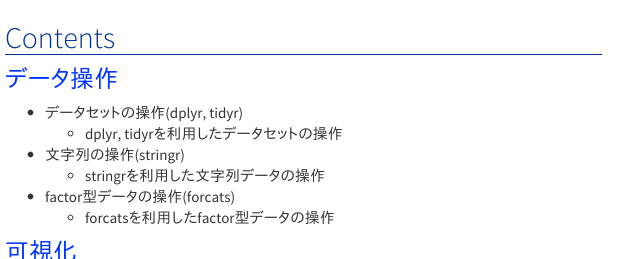 Contents
データ操作
データセットの操作(dplyr, tidyr)
dplyr, tidyrを利用したデータセットの操作
文字列の操作(stringr)
stringrを利用した文字列データの操作
factor型データの操作(forcats)
forcatsを利用したfactor型データの操作
可視化